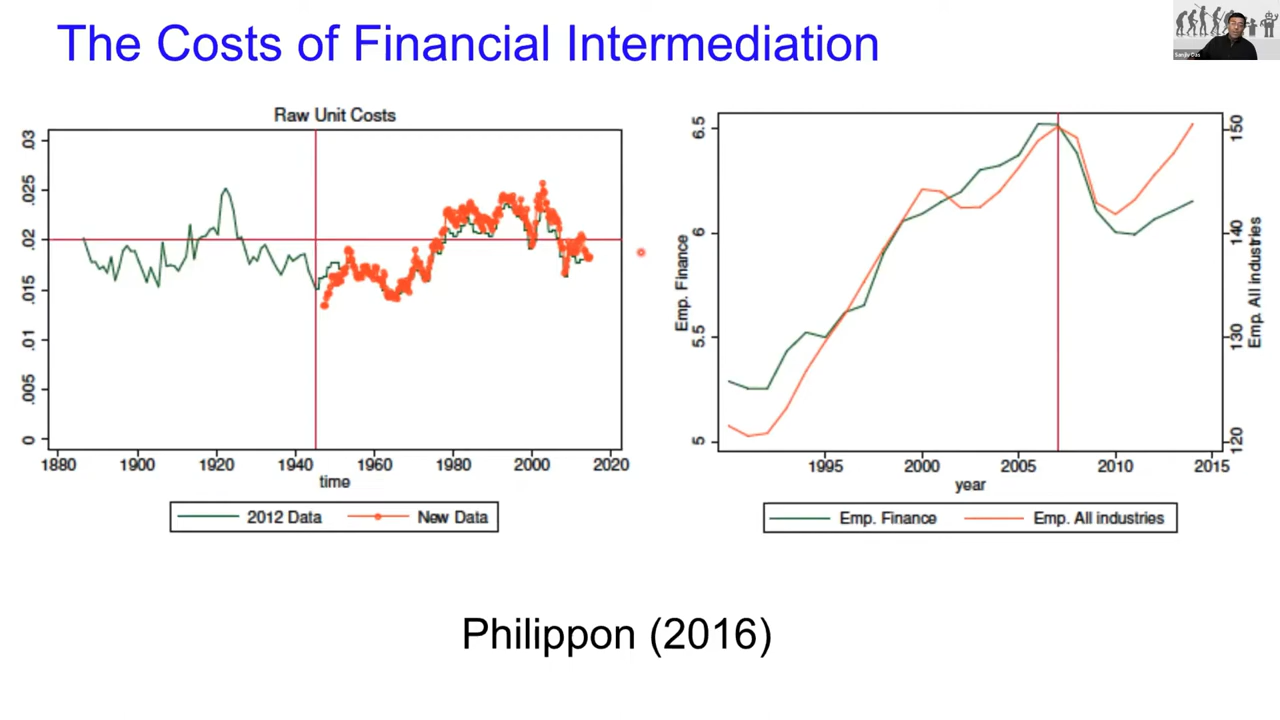 The Costs of Financial Intermediation
Sanjiv Das
Raw Unit Costs
.03
.025
.02
.015
.01
.005
0
1880 1900 1920 1940 1960 1980 2000 2020
time
2012 Data New Data
Emp. Finance
6.5
6
5.5
5
Emp. All industries
150
140
130
120
1995 2000 2005 2010 2015
year
Emp. Finance Emp. All industries
Philippon (2016)